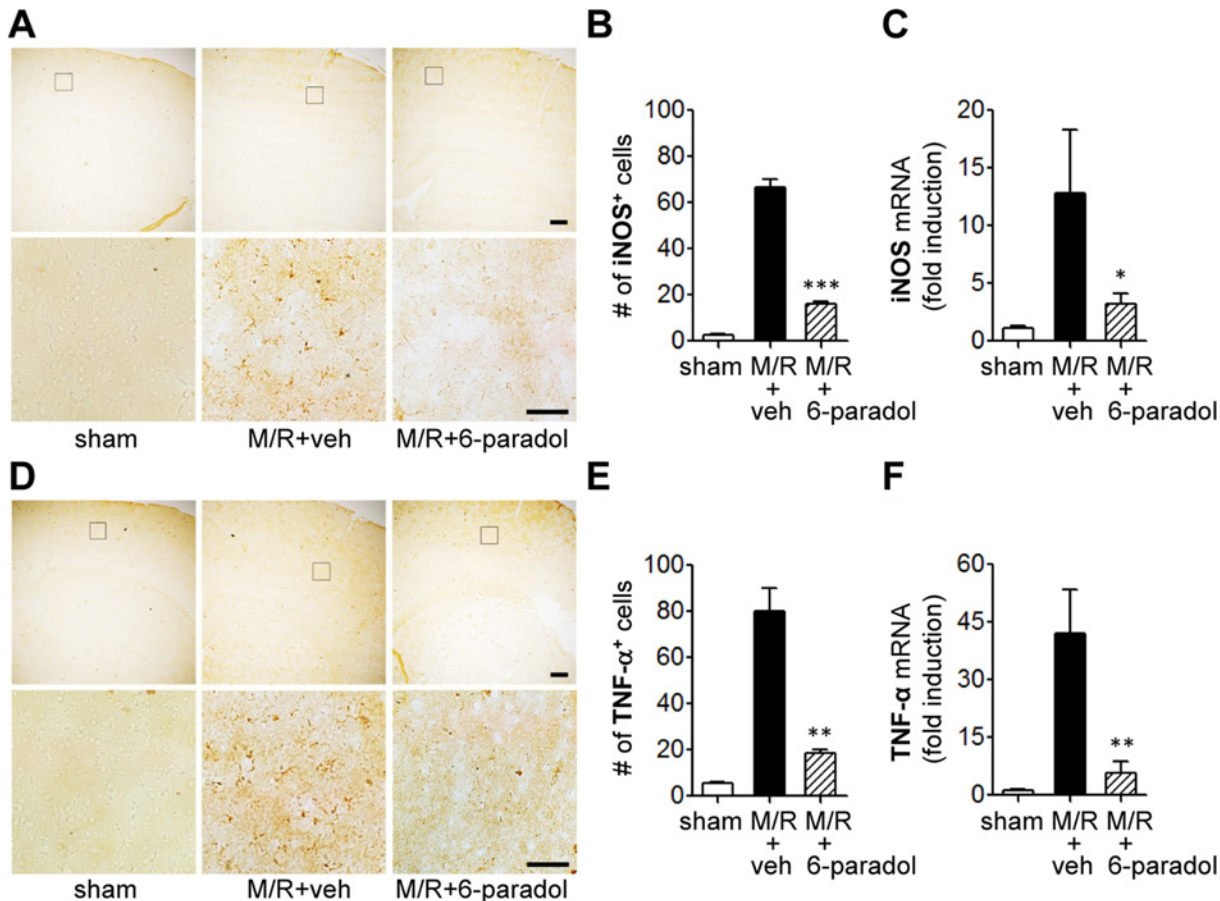 A
sham
M/R+veh
M/R+6-paradol
B
# of iNOS⁺ cells
100
80
60
40
20
0
***
sham
M/R
+
veh
M/R
+
6-paradol
C
iNOS mRNA
(fold induction)
20
15
10
5
0
*
sham
M/R
+
veh
M/R
+
6-paradol
D
sham
M/R+veh
M/R+6-paradol
E
# of TNF-α⁺ cells
100
80
60
40
20
0
**
sham
M/R
+
veh
M/R
+
6-paradol
F
TNF-α mRNA
(fold induction)
60
45
30
15
0
**
sham
M/R
+
veh
M/R
+
6-paradol